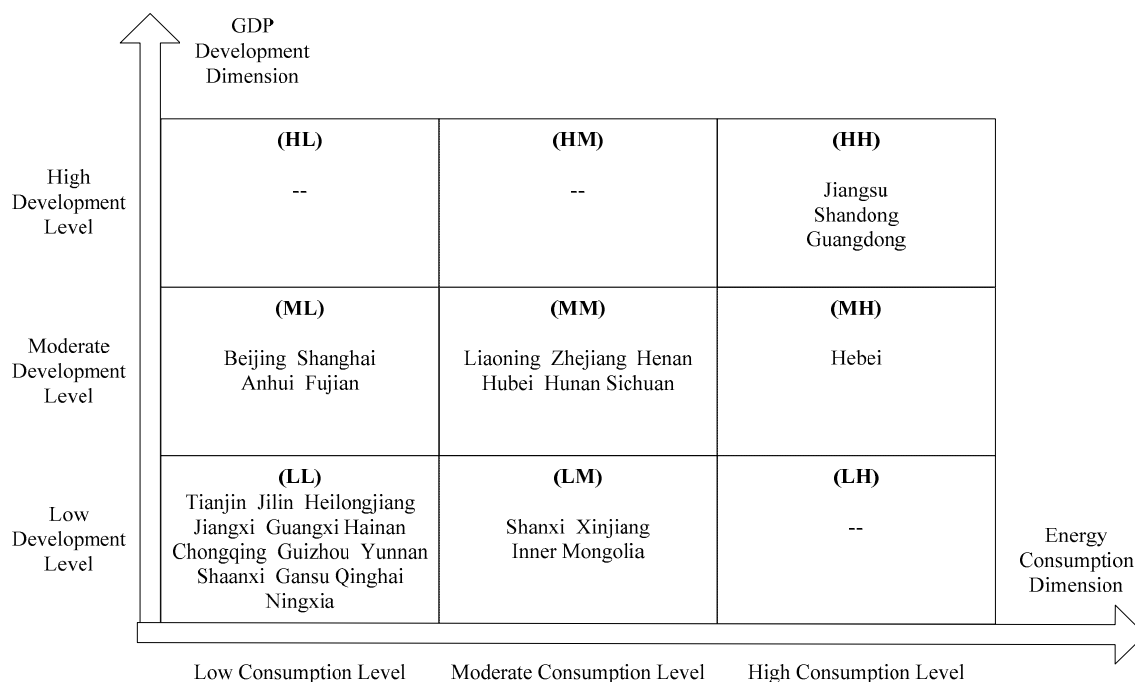 GDP
Development
Dimension
High
Development
Level
(HL)
--
(HM)
--
(HH)
Jiangsu
Shandong
Guangdong
Moderate
Development
Level
(ML)
Beijing Shanghai
Anhui Fujian
(MM)
Liaoning Zhejiang Henan
Hubei Hunan Sichuan
(MH)
Hebei
Low
Development
Level
(LL)
Tianjin Jilin Heilongjiang
Jiangxi Guangxi Hainan
Chongqing Guizhou Yunnan
Shaanxi Gansu Qinghai
Ningxia
(LM)
Shanxi Xinjiang
Inner Mongolia
(LH)
--
Energy
Consumption
Dimension
Low Consumption Level
Moderate Consumption Level
High Consumption Level